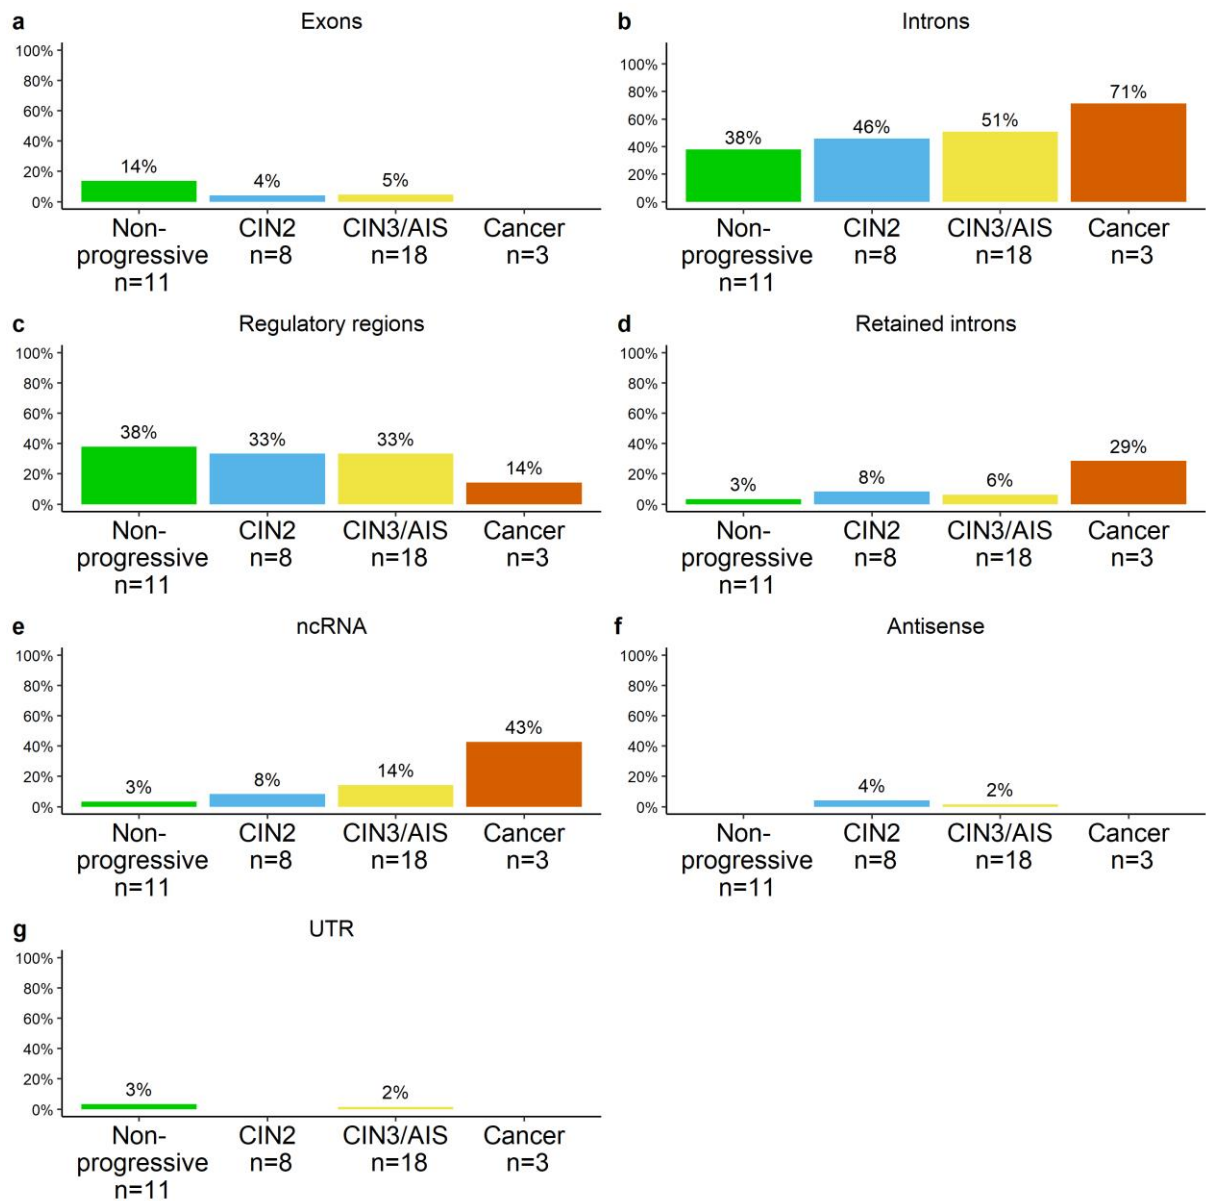 a Exons
100%
80%
60%
40%
20%
0%
14%
4%
5%
Non-
progressive
n=11
CIN2
n=8
CIN3/AIS
n=18
Cancer
n=3
b Introns
100%
80%
60%
40%
20%
0%
38%
46%
51%
71%
Non-
progressive
n=11
CIN2
n=8
CIN3/AIS
n=18
Cancer
n=3
c Regulatory regions
100%
80%
60%
40%
20%
0%
38%
33%
33%
14%
Non-
progressive
n=11
CIN2
n=8
CIN3/AIS
n=18
Cancer
n=3
d Retained introns
100%
80%
60%
40%
20%
0%
3%
8%
6%
29%
Non-
progressive
n=11
CIN2
n=8
CIN3/AIS
n=18
Cancer
n=3
e ncRNA
100%
80%
60%
40%
20%
0%
3%
8%
14%
43%
Non-
progressive
n=11
CIN2
n=8
CIN3/AIS
n=18
Cancer
n=3
f Antisense
100%
80%
60%
40%
20%
0%
4%
2%
Non-
progressive
n=11
CIN2
n=8
CIN3/AIS
n=18
Cancer
n=3
g UTR
100%
80%
60%
40%
20%
0%
3%
2%
Non-
progressive
n=11
CIN2
n=8
CIN3/AIS
n=18
Cancer
n=3